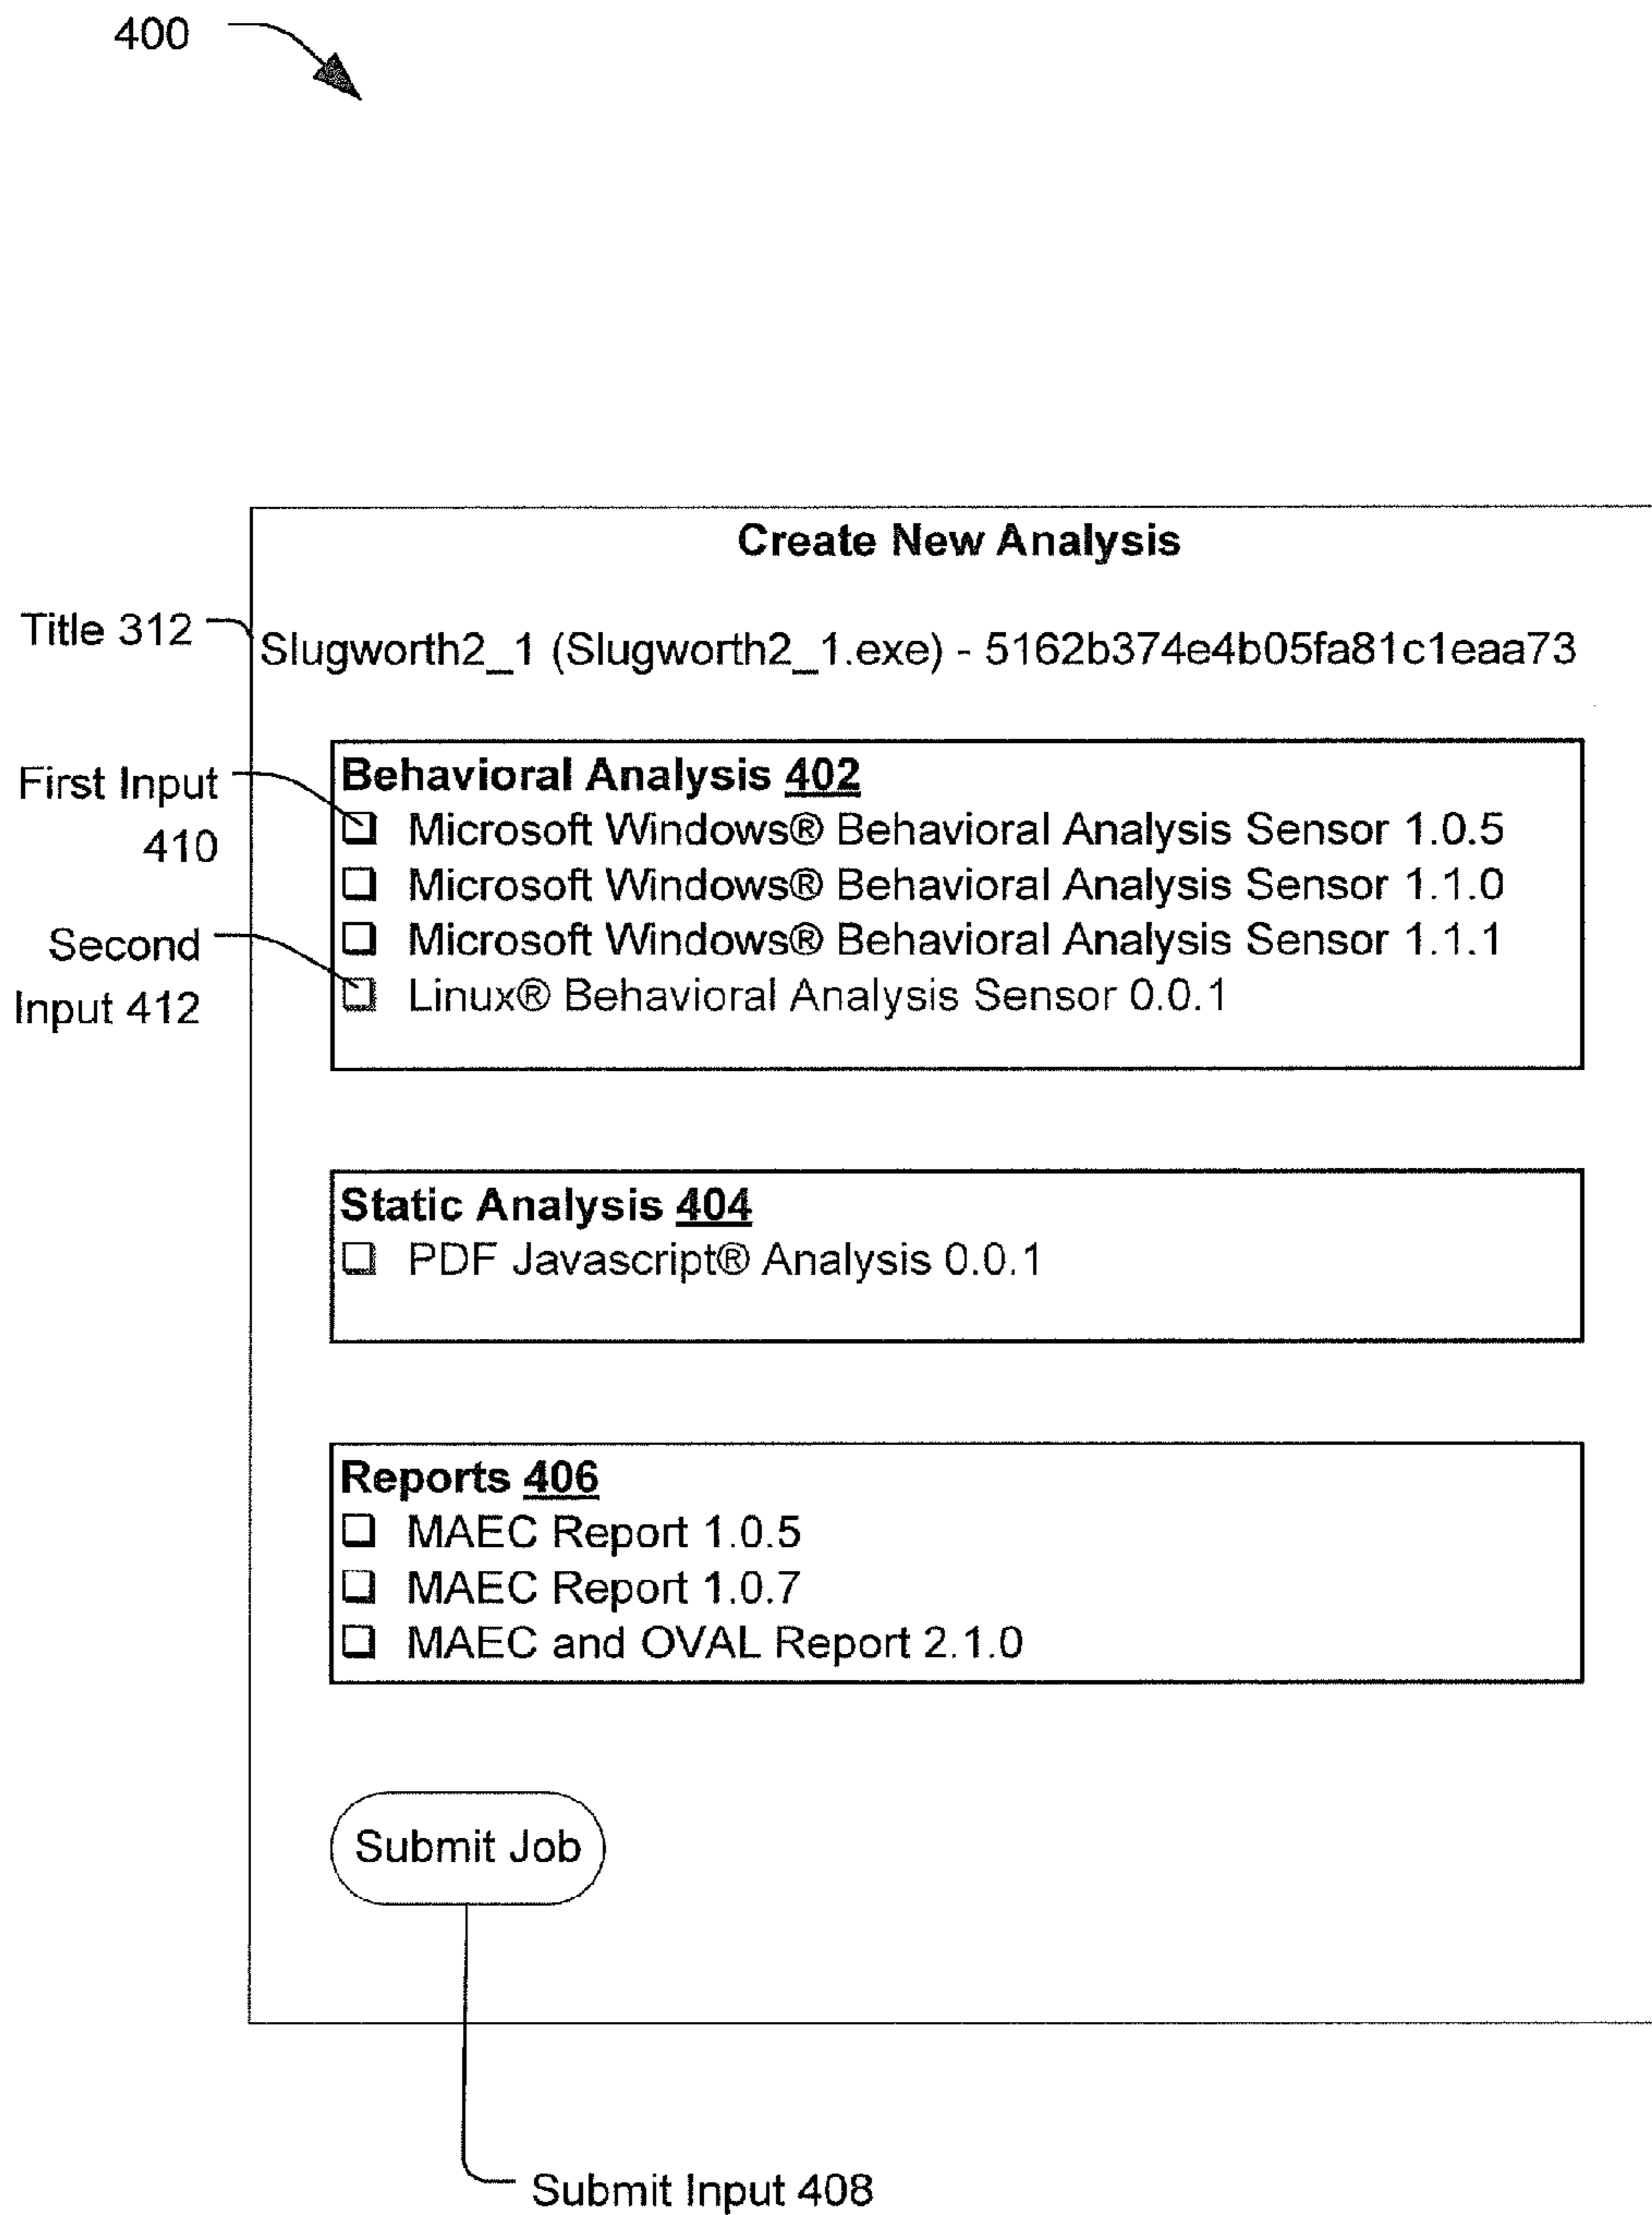 400
Create New Analysis
Title 312
Slugworth2_1 (Slugworth2_1.exe) - 5162b374e4b05fa81c1eaa73
First Input
410
Behavioral Analysis 402
Microsoft Windows® Behavioral Analysis Sensor 1.0.5
Microsoft Windows® Behavioral Analysis Sensor 1.1.0
Microsoft Windows® Behavioral Analysis Sensor 1.1.1
Second
Input 412
Linux® Behavioral Analysis Sensor 0.0.1
Static Analysis 404
PDF Javascript® Analysis 0.0.1
Reports 406
MAEC Report 1.0.5
MAEC Report 1.0.7
MAEC and OVAL Report 2.1.0
Submit Job
Submit Input 408